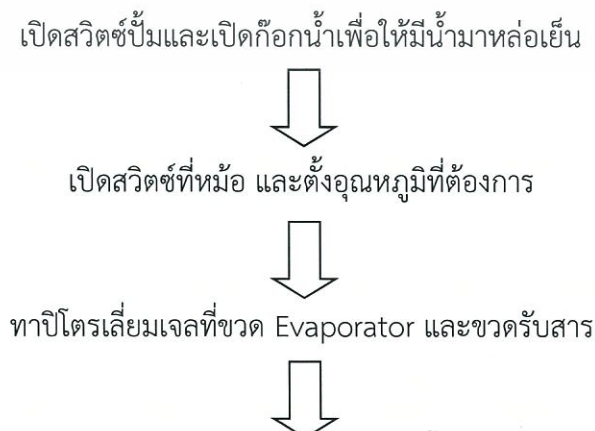 เปิดสวิตซ์ปั้มและเปิดก๊อกน้ำเพื่อให้มีน้ำมาหล่อเย็น
เปิดสวิตซ์ที่หม้อ และตั้งอุณหภูมิที่ต้องการ
ทาปิโตรเลี่ยมเจลที่ขวด Evaporator และขวดรับสาร